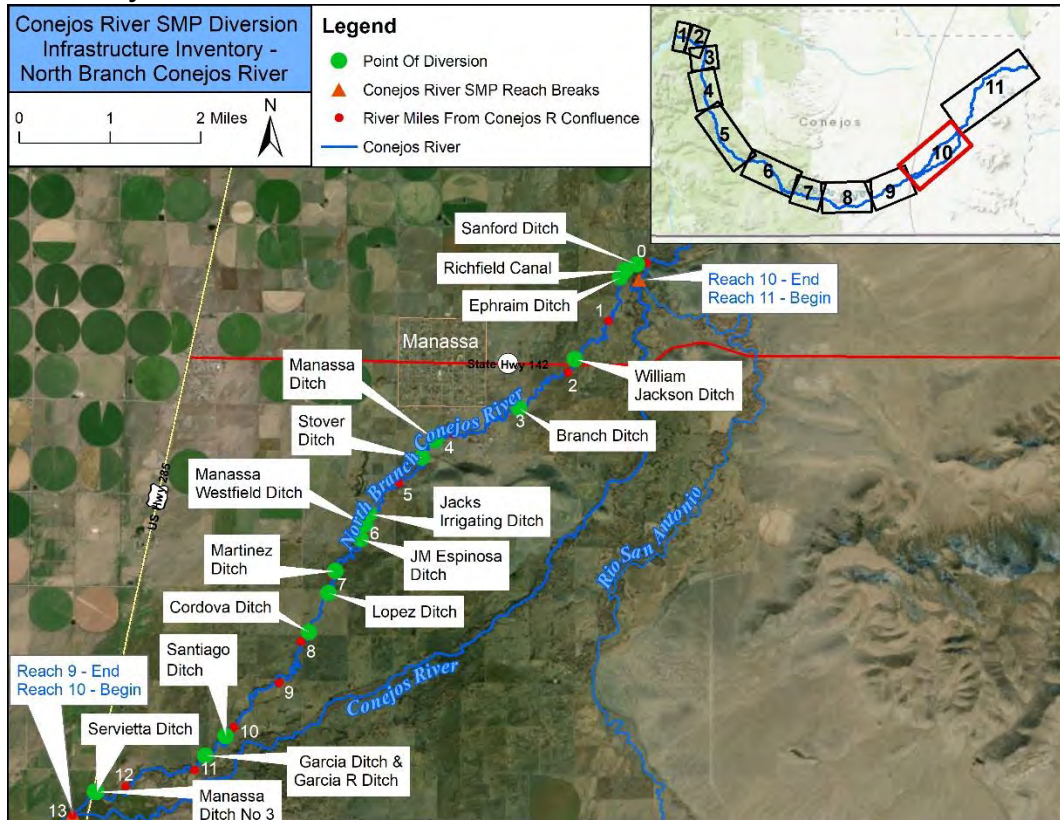 Conejos River SMP Diversion
Infrastructure Inventory -
North Branch Conejos River
0 1 2 Miles
N
Legend
Point Of Diversion
Conejos River SMP Reach Breaks
River Miles From Conejos R Confluence
Conejos River
1 2
3
4
5
6
7
8
9
10
11
Conejos
Sanford Ditch
0
Richfield Canal
Ephraim Ditch
Reach 10 - End
Reach 11 - Begin
1
Manassa
State Hwy 142
2
William
Jackson Ditch
Manassa
Ditch
3
Branch Ditch
Stover
Ditch
4
North Branch Conejos River
5
US Hwy 285
Manassa
Westfield Ditch
Jacks
Irrigating Ditch
6
JM Espinosa
Ditch
Rio San Antonio
Martinez
Ditch
7
Lopez Ditch
Cordova Ditch
8
Santiago
Ditch
9
Conejos River
Reach 9 - End
Reach 10 - Begin
Servietta Ditch
10
Garcia Ditch &
Garcia R Ditch
11
12
Manassa
Ditch No 3
13